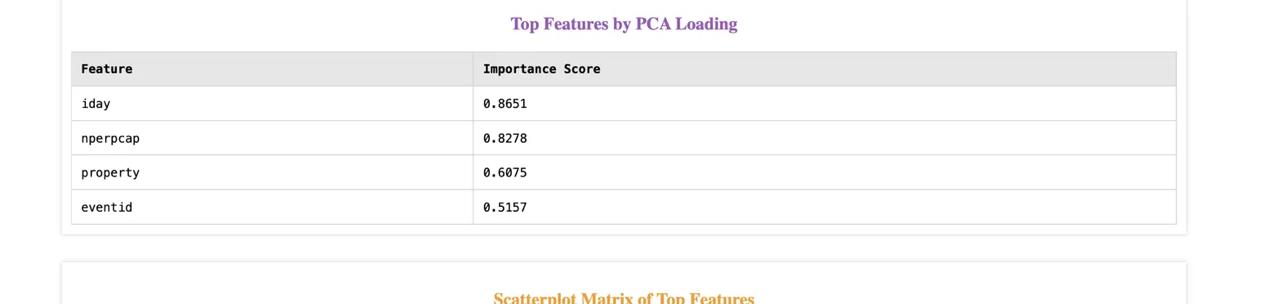 Top Features by PCA Loading
Feature Importance Score
iday 0.8651
nperpcap 0.8278
property 0.6075
eventid 0.5157
Scatterplot Matrix of Top Features